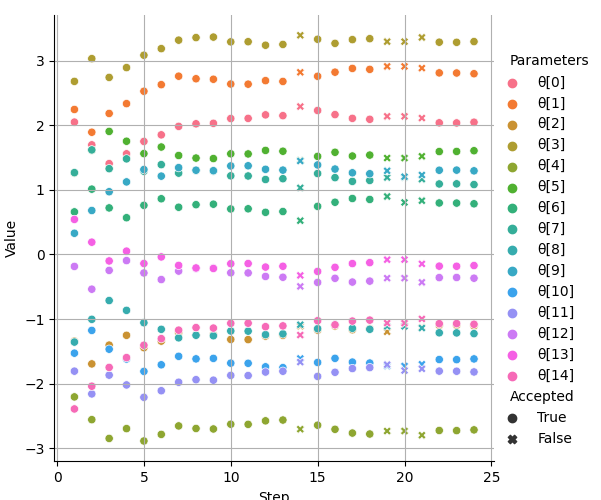 Parameters
θ[0]
θ[1]
θ[2]
θ[3]
θ[4]
θ[5]
θ[6]
θ[7]
θ[8]
θ[9]
θ[10]
θ[11]
θ[12]
θ[13]
θ[14]
Accepted
True
False
Value
3
2
1
0
−1
−2
−3
0
5
10
15
20
25
Step